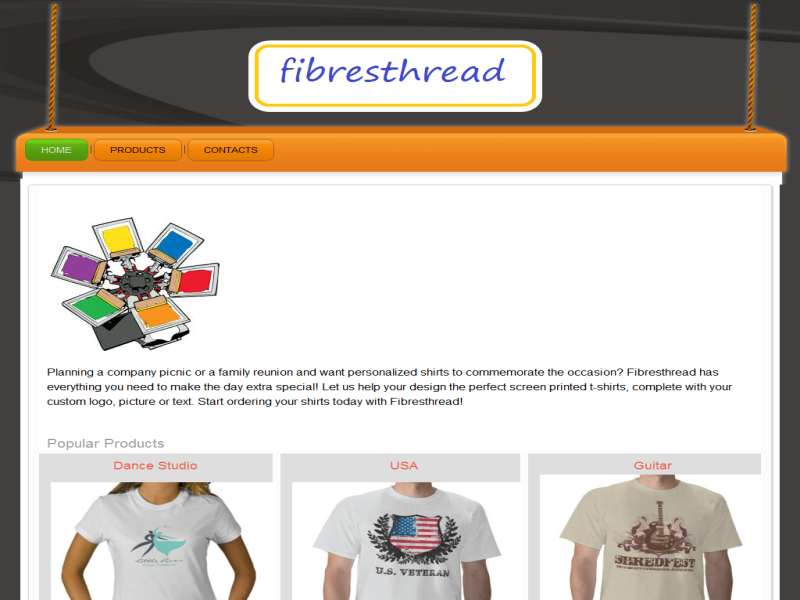 fibresthread
HOME | PRODUCTS | CONTACTS
Planning a company picnic or a family reunion and want personalized shirts to commemorate the occasion? Fibresthread has
everything you need to make the day extra special! Let us help your design the perfect screen printed t-shirts, complete with your
custom logo, picture or text. Start ordering your shirts today with Fibresthread!
Popular Products
Dance Studio
USA
Guitar
U.S. VETERAN
SHREDFEST